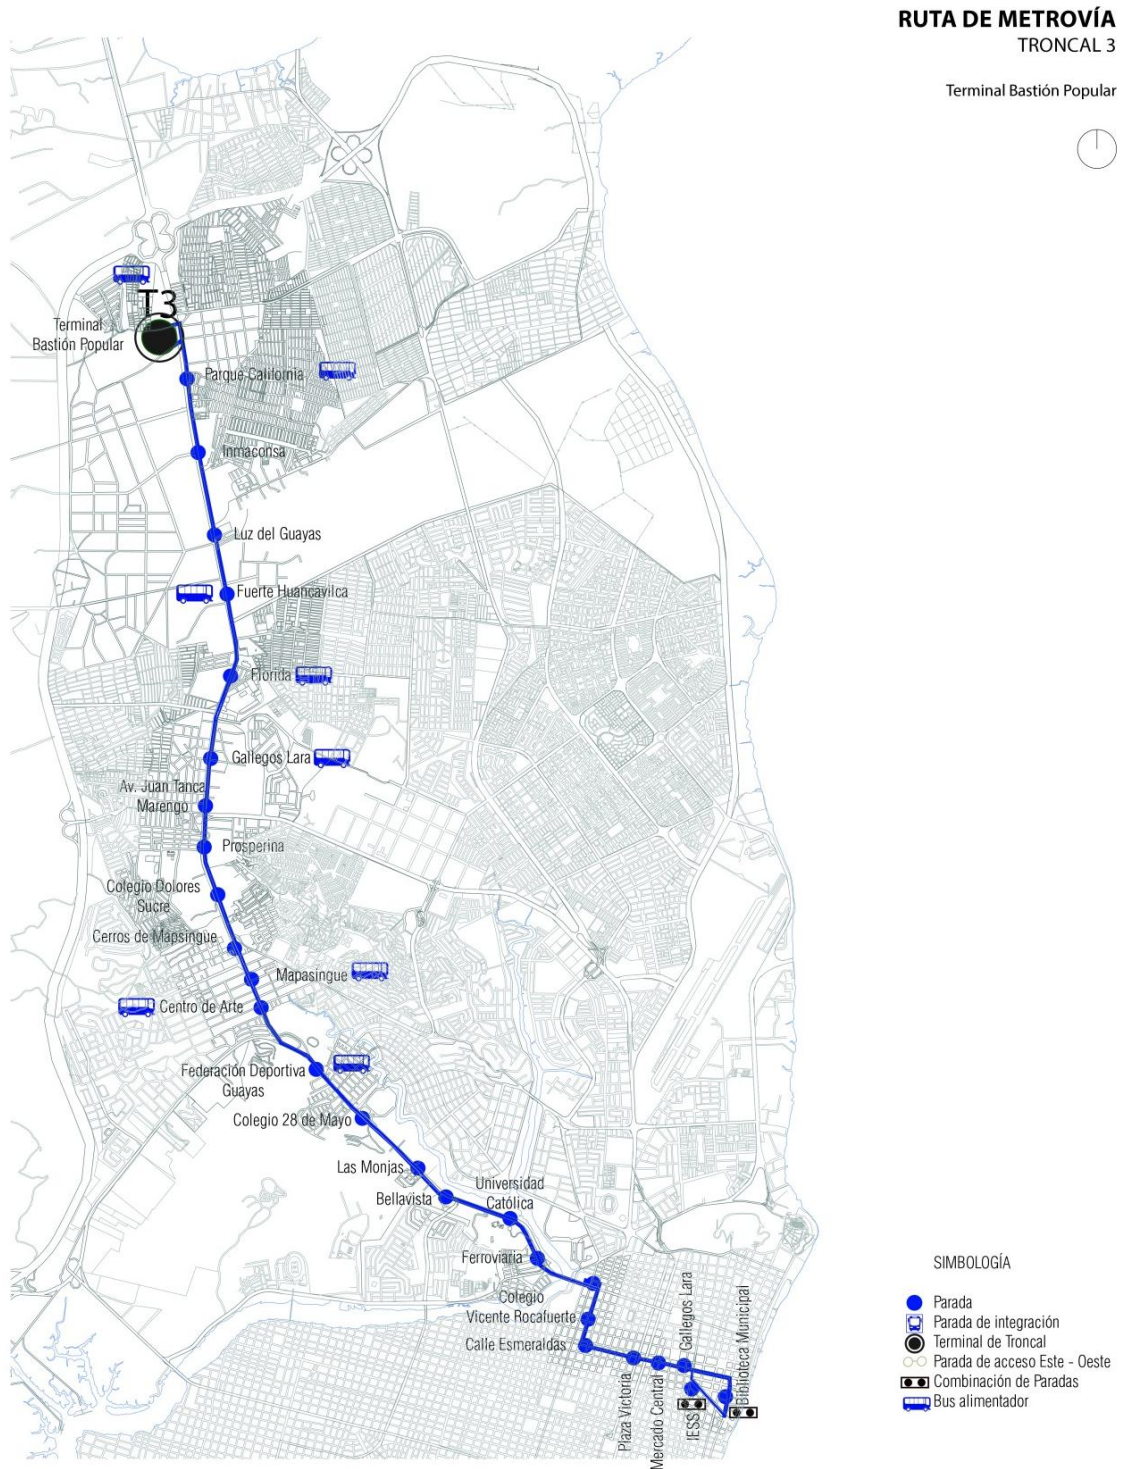 RUTA DE METROVÍA
TRONCAL 3
Terminal Bastión Popular
T3
Terminal
Bastión Popular
Parque California
Inmaconsa
Luz del Guayas
Fuerte Huancavilca
Florida
Gallegos Lara
Av. Juan Tanca
Marengo
Prosperina
Colegio Dolores
Sucre
Cerros de Mapsingue
Mapasingue
Centro de Arte
Federación Deportiva
Guayas
Colegio 28 de Mayo
Las Monjas
Bellavista
Universidad
Católica
Ferroviaria
Colegio
Vicente Rocafuerte
Calle Esmeraldas
Plaza Victoria
Mercado Central
Gallegos Lara
IESS
Biblioteca Municipal
SIMBOLOGÍA
Parada
Parada de integración
Terminal de Troncal
Parada de acceso Este - Oeste
Combinación de Paradas
Bus alimentador